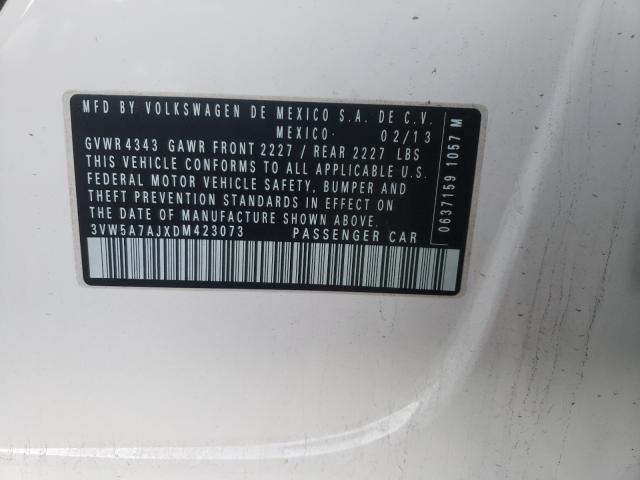 MFD BY VOLKSWAGEN DE MEXICO S.A. DE C.V.
MEXICO· 02/13
GVWR 4343 GAWR FRONT 2227 / REAR 2227 LBS
THIS VEHICLE CONFORMS TO ALL APPLICABLE U.S.
FEDERAL MOTOR VEHICLE SAFETY, BUMPER AND
THEFT PREVENTION STANDARDS IN EFFECT ON
THE DATE OF MANUFACTURE SHOWN ABOVE.
3VW5A7AJXDM423073 PASSENGER CAR
0637159 1057 M